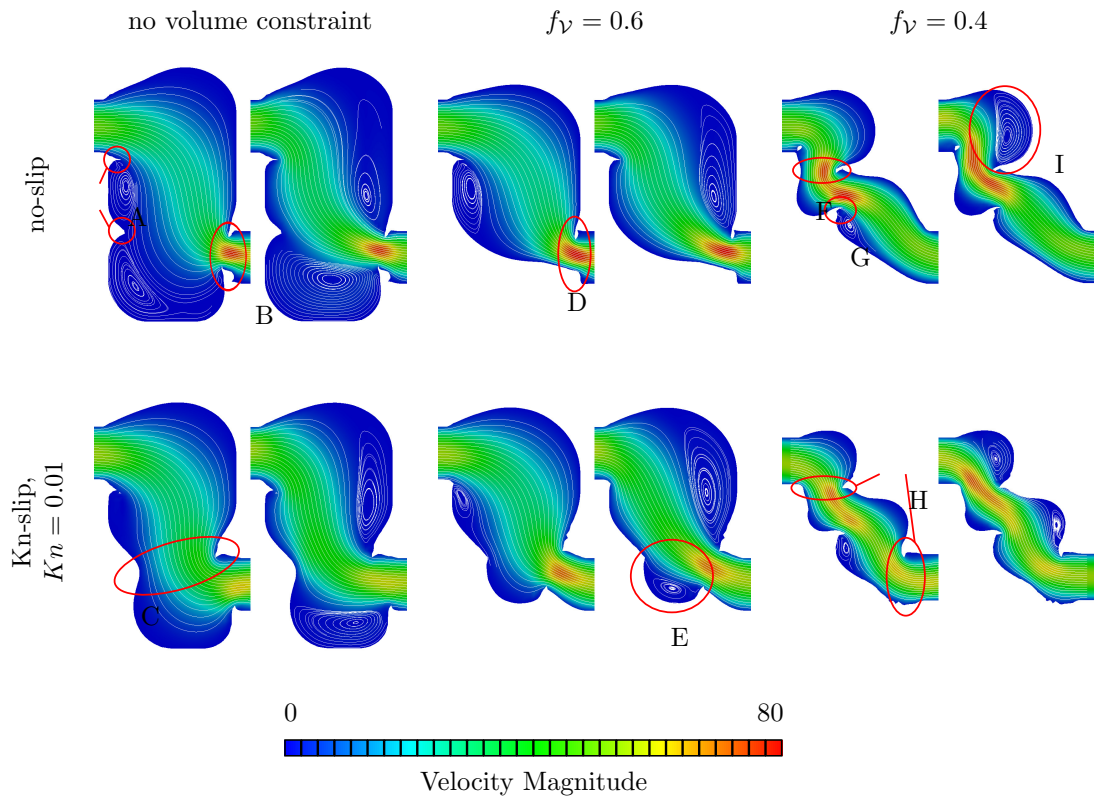 no volume constraint
f_𝒱 = 0.6
f_𝒱 = 0.4
no-slip
A
B
D
F
G
I
Kn-slip,
Kn = 0.01
C
E
H
0
80
Velocity Magnitude